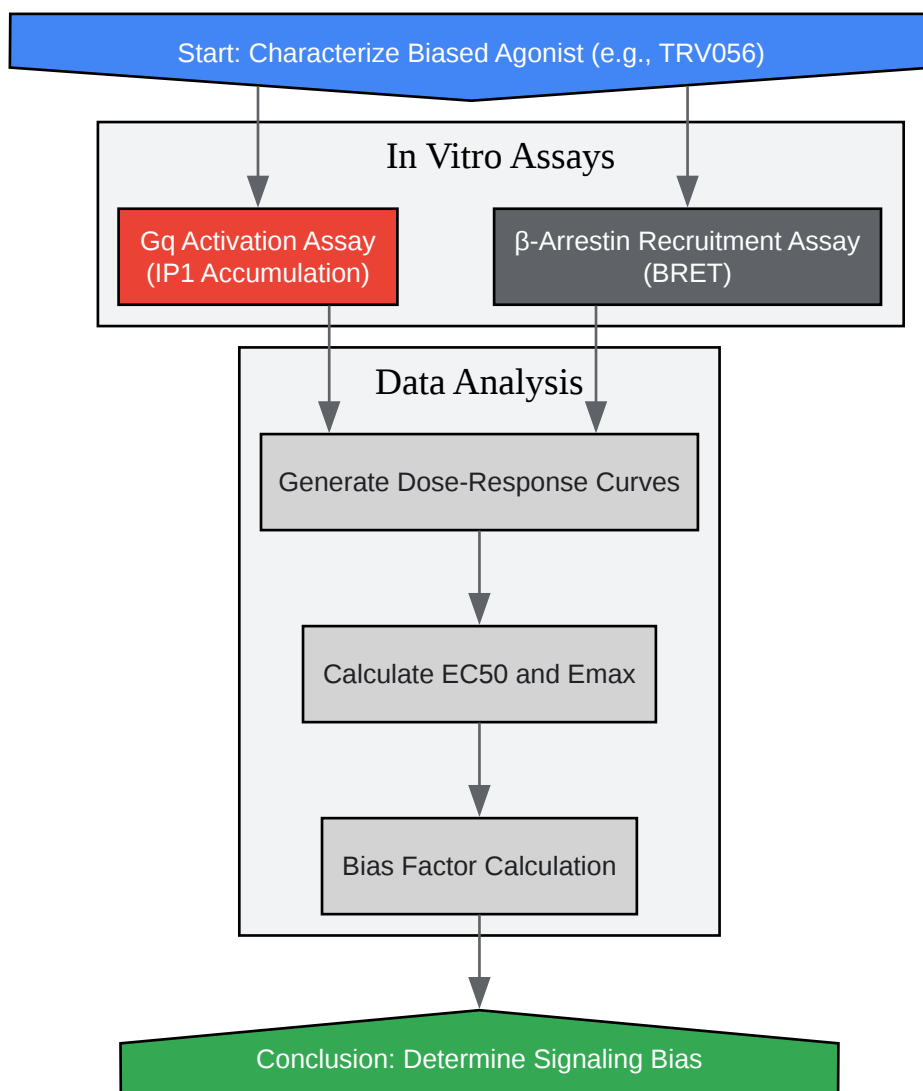 Start: Characterize Biased Agonist (e.g., TRV056)
In Vitro Assays
Gq Activation Assay
(IP1 Accumulation)
β-Arrestin Recruitment Assay
(BRET)
Data Analysis
Generate Dose-Response Curves
Calculate EC50 and Emax
Bias Factor Calculation
Conclusion: Determine Signaling Bias